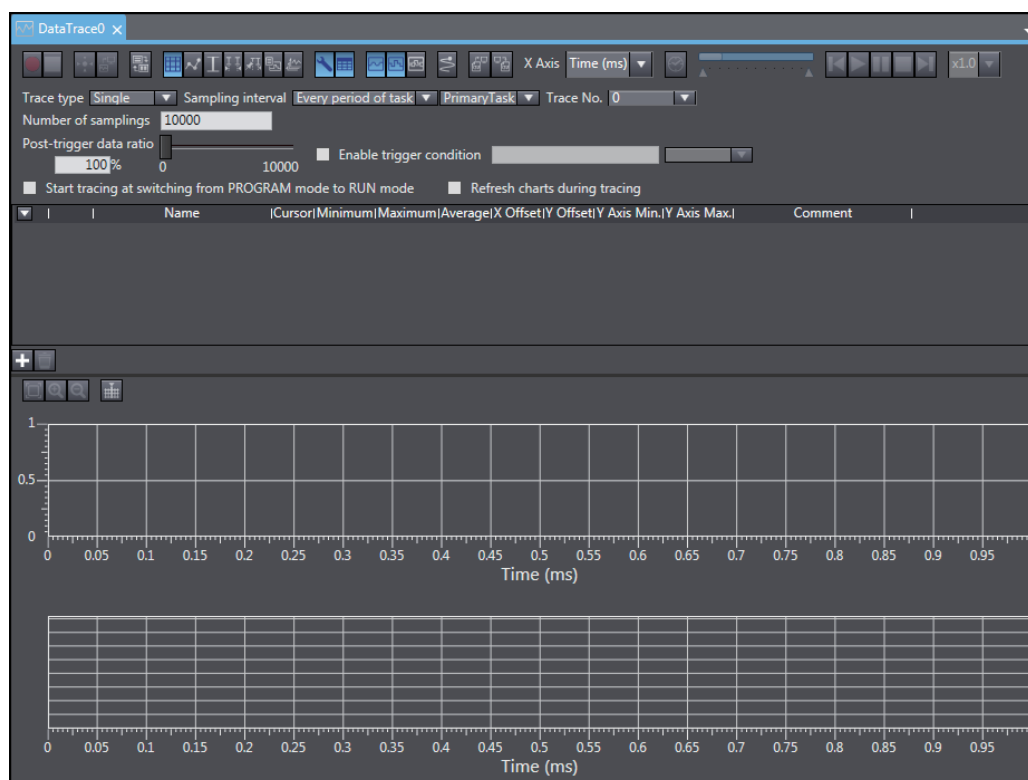 DataTrace0
X Axis Time (ms) x1.0
Trace type Single Sampling interval Every period of task PrimaryTask Trace No. 0
Number of samplings 10000
Post-trigger data ratio
100 % 0 10000 Enable trigger condition
Start tracing at switching from PROGRAM mode to RUN mode Refresh charts during tracing
Name Cursor Minimum Maximum Average X Offset Y Offset Y Axis Min. Y Axis Max. Comment
1
0.5
0
0 0.05 0.1 0.15 0.2 0.25 0.3 0.35 0.4 0.45 0.5 0.55 0.6 0.65 0.7 0.75 0.8 0.85 0.9 0.95
Time (ms)
0 0.05 0.1 0.15 0.2 0.25 0.3 0.35 0.4 0.45 0.5 0.55 0.6 0.65 0.7 0.75 0.8 0.85 0.9 0.95
Time (ms)